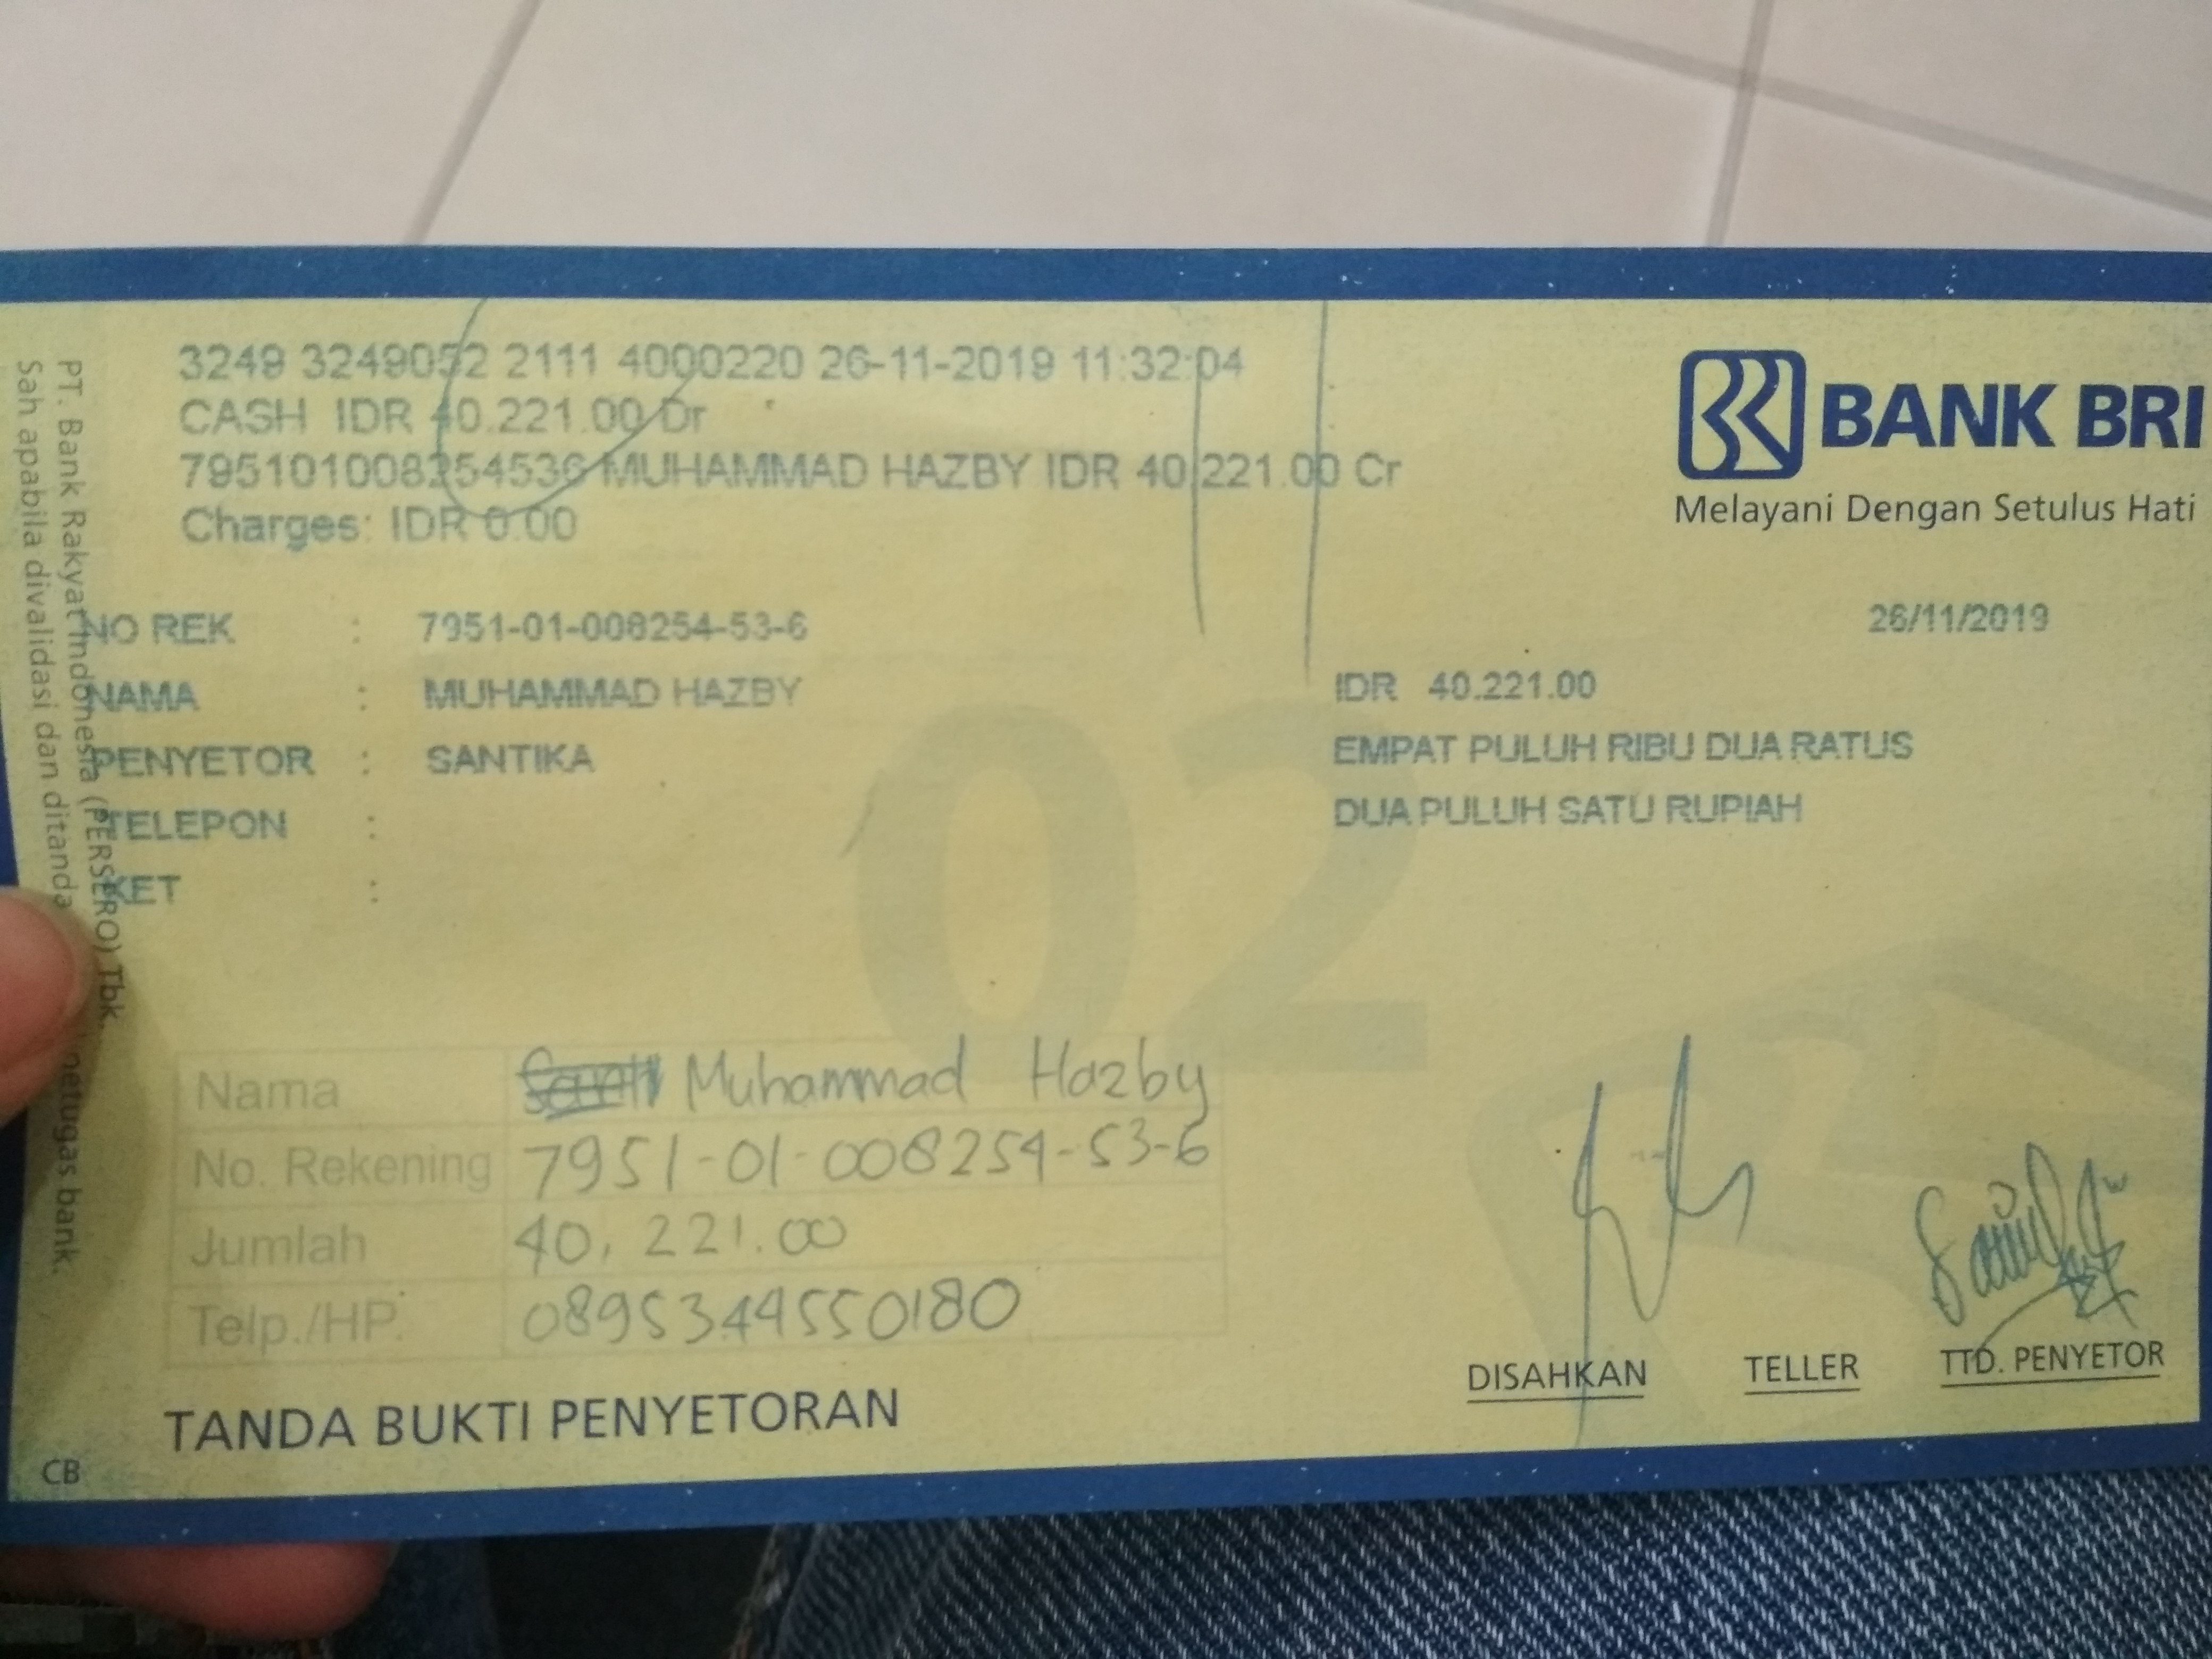 3249 3249052 2111 4000220 26-11-2019 11:32:04
CASH IDR 40.221.00 Dr
795101008254536 MUHAMMAD HAZBY IDR 40.221.00 Cr
Charges: IDR 0.00
BANK BRI
Melayani Dengan Setulus Hati
26/11/2019
NO REK : 7951-01-008254-53-6
NAMA : MUHAMMAD HAZBY
PENYETOR : SANTIKA
TELEPON :
KET :
IDR 40.221.00
EMPAT PULUH RIBU DUA RATUS
DUA PULUH SATU RUPIAH
02
Nama Muhammad Hazby
No. Rekening 7951-01-008254-53-6
Jumlah 40, 221.00
Telp./HP. 0895344550180
DISAHKAN TELLER TTD. PENYETOR
TANDA BUKTI PENYETORAN
CB
PT. Bank Rakyat Indonesia (PERSERO) Tbk.
Sah apabila divalidasi dan ditanda petugas bank.